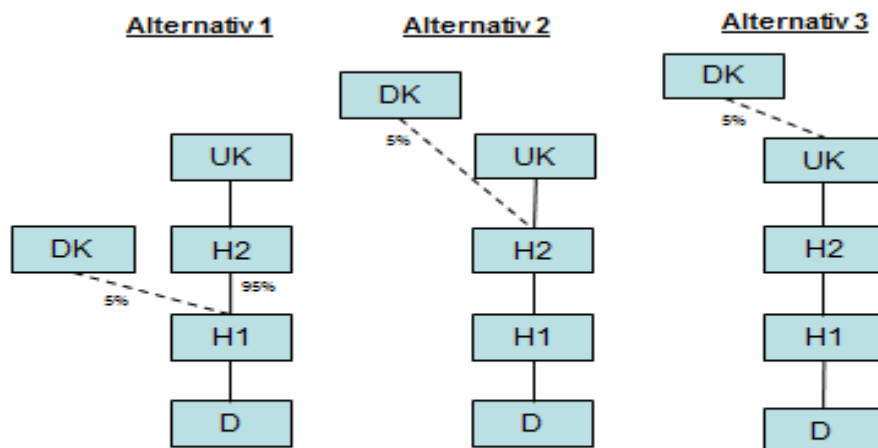 Alternativ 1
Alternativ 2
Alternativ 3
DK
5%
UK
H2
95%
DK
5%
H1
D
DK
5%
UK
H2
H1
D
UK
H2
H1
D